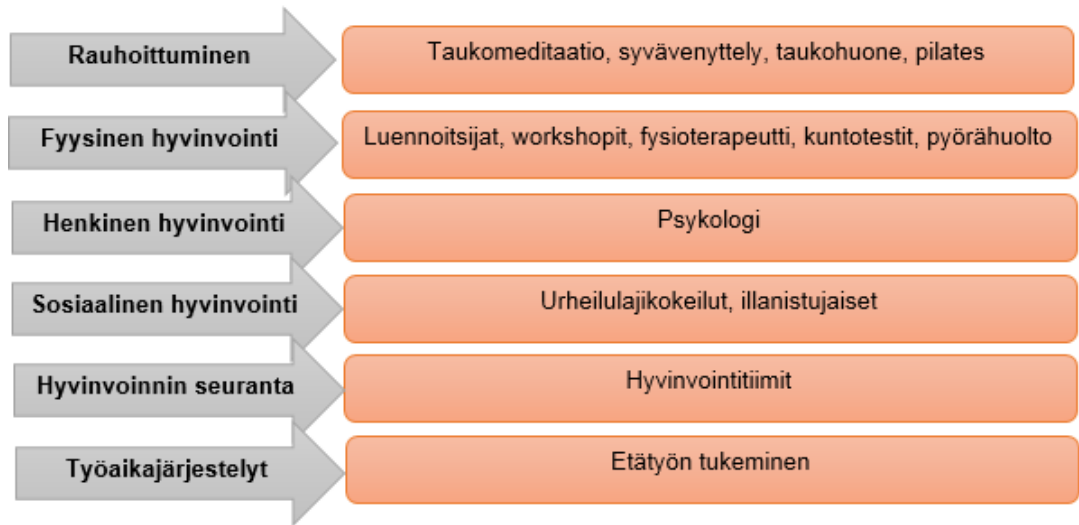 Rauhoittuminen
Taukomeditaatio, syvävenyttely, taukohuone, pilates
Fyysinen hyvinvointi
Luennoitsijat, workshopit, fysioterapeutti, kuntotestit, pyörähuolto
Henkinen hyvinvointi
Psykologi
Sosiaalinen hyvinvointi
Urheilulajikokeilut, illanistujaiset
Hyvinvoinnin seuranta
Hyvinvointitiimit
Työaikajärjestelyt
Etätyön tukeminen